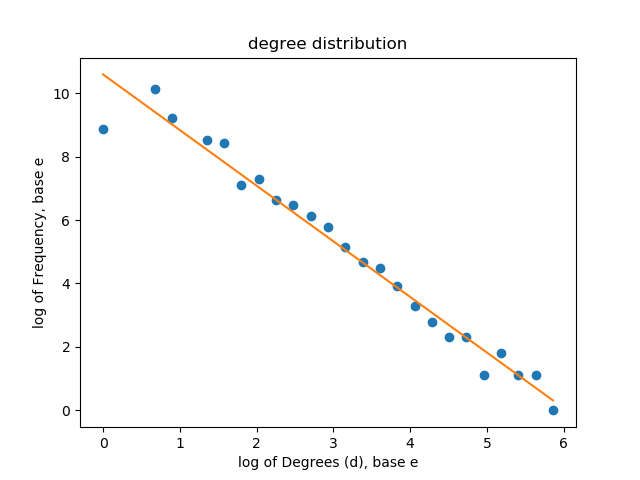 degree distribution
log of Frequency, base e
10
8
6
4
2
0
0 1 2 3 4 5 6
log of Degrees (d), base e